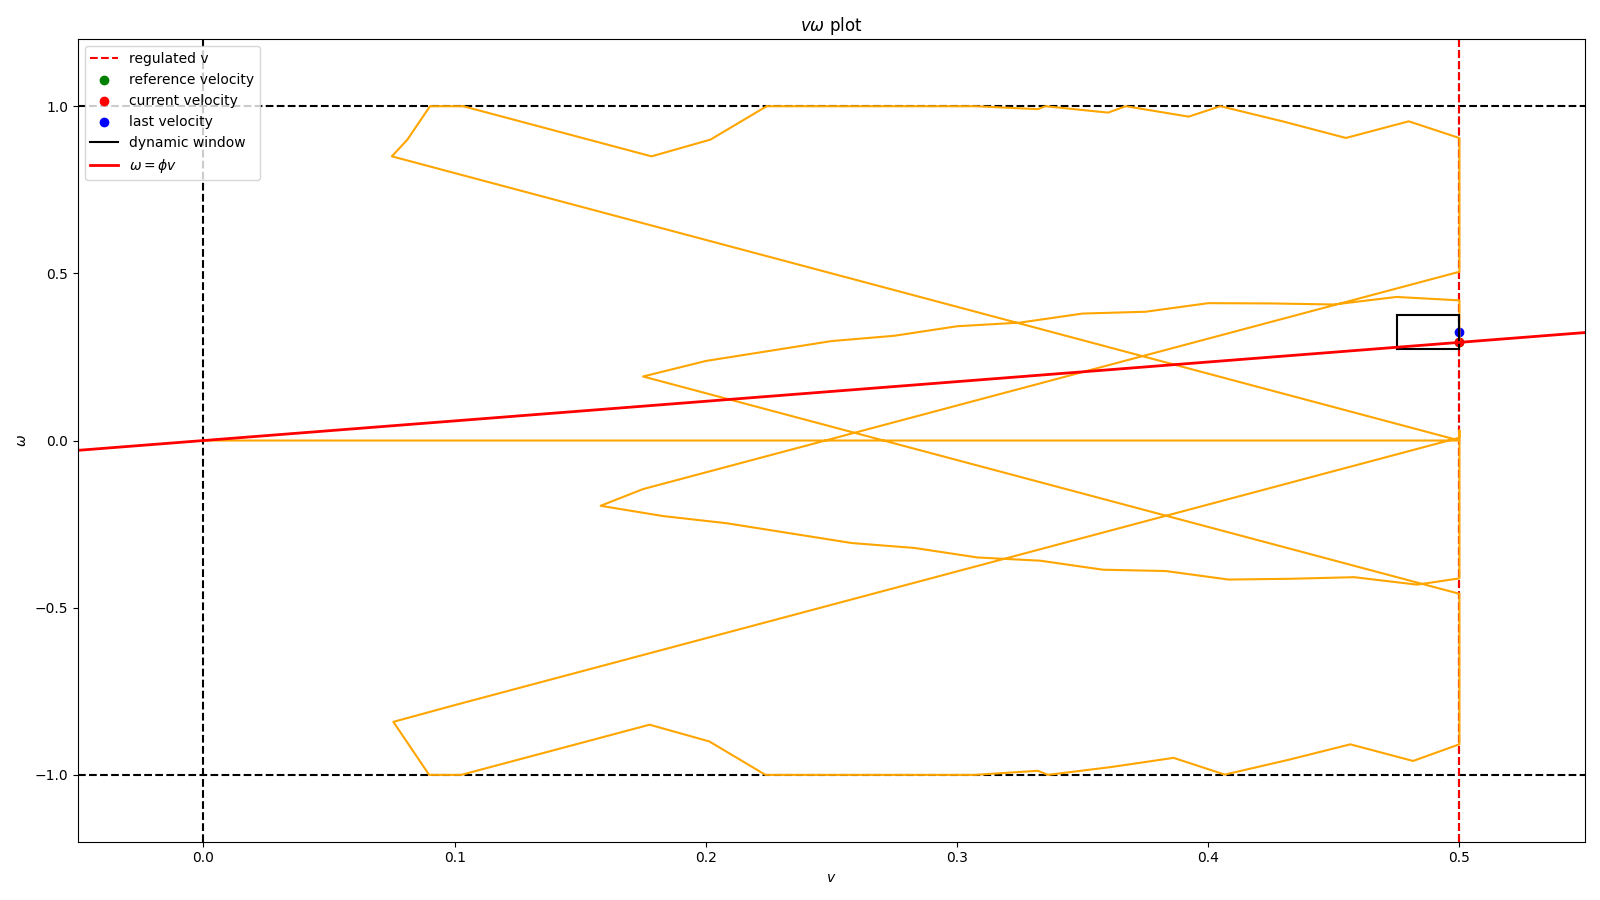 vω plot
regulated v
reference velocity
current velocity
last velocity
dynamic window
ω = ϕv
1.0
0.5
0.0
−0.5
−1.0
ω
0.0 0.1 0.2 0.3 0.4 0.5
v